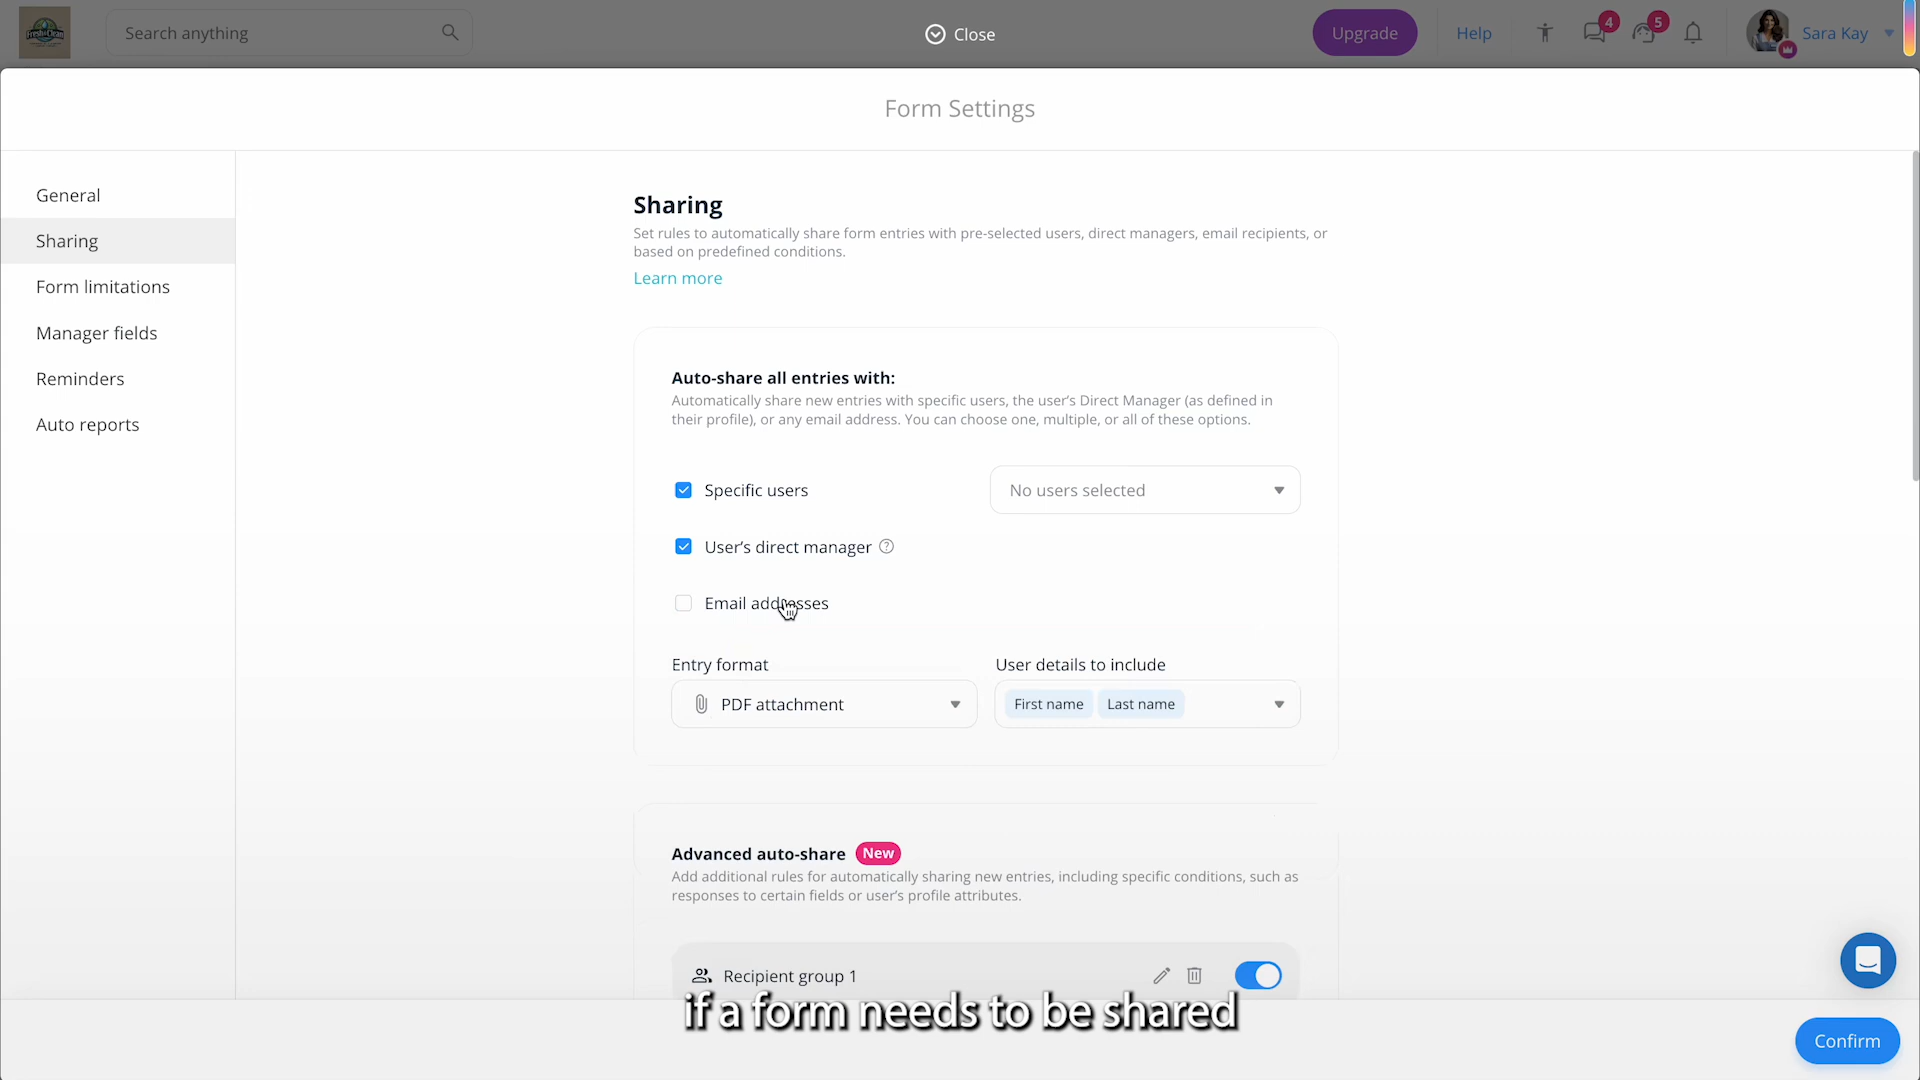 Search anything
Close
Upgrade
Help
4
5
Sara Kay
Form Settings
General
Sharing
Form limitations
Manager fields
Reminders
Auto reports
Sharing
Set rules to automatically share form entries with pre-selected users, direct managers, email recipients, or
based on predefined conditions.
Learn more
Auto-share all entries with:
Automatically share new entries with specific users, the user's Direct Manager (as defined in
their profile), or any email address. You can choose one, multiple, or all of these options.
Specific users
No users selected
User's direct manager
Email addresses
Entry format
User details to include
PDF attachment
First name
Last name
Advanced auto-share
New
Add additional rules for automatically sharing new entries, including specific conditions, such as
responses to certain fields or user's profile attributes.
Recipient group 1
if a form needs to be shared
Confirm